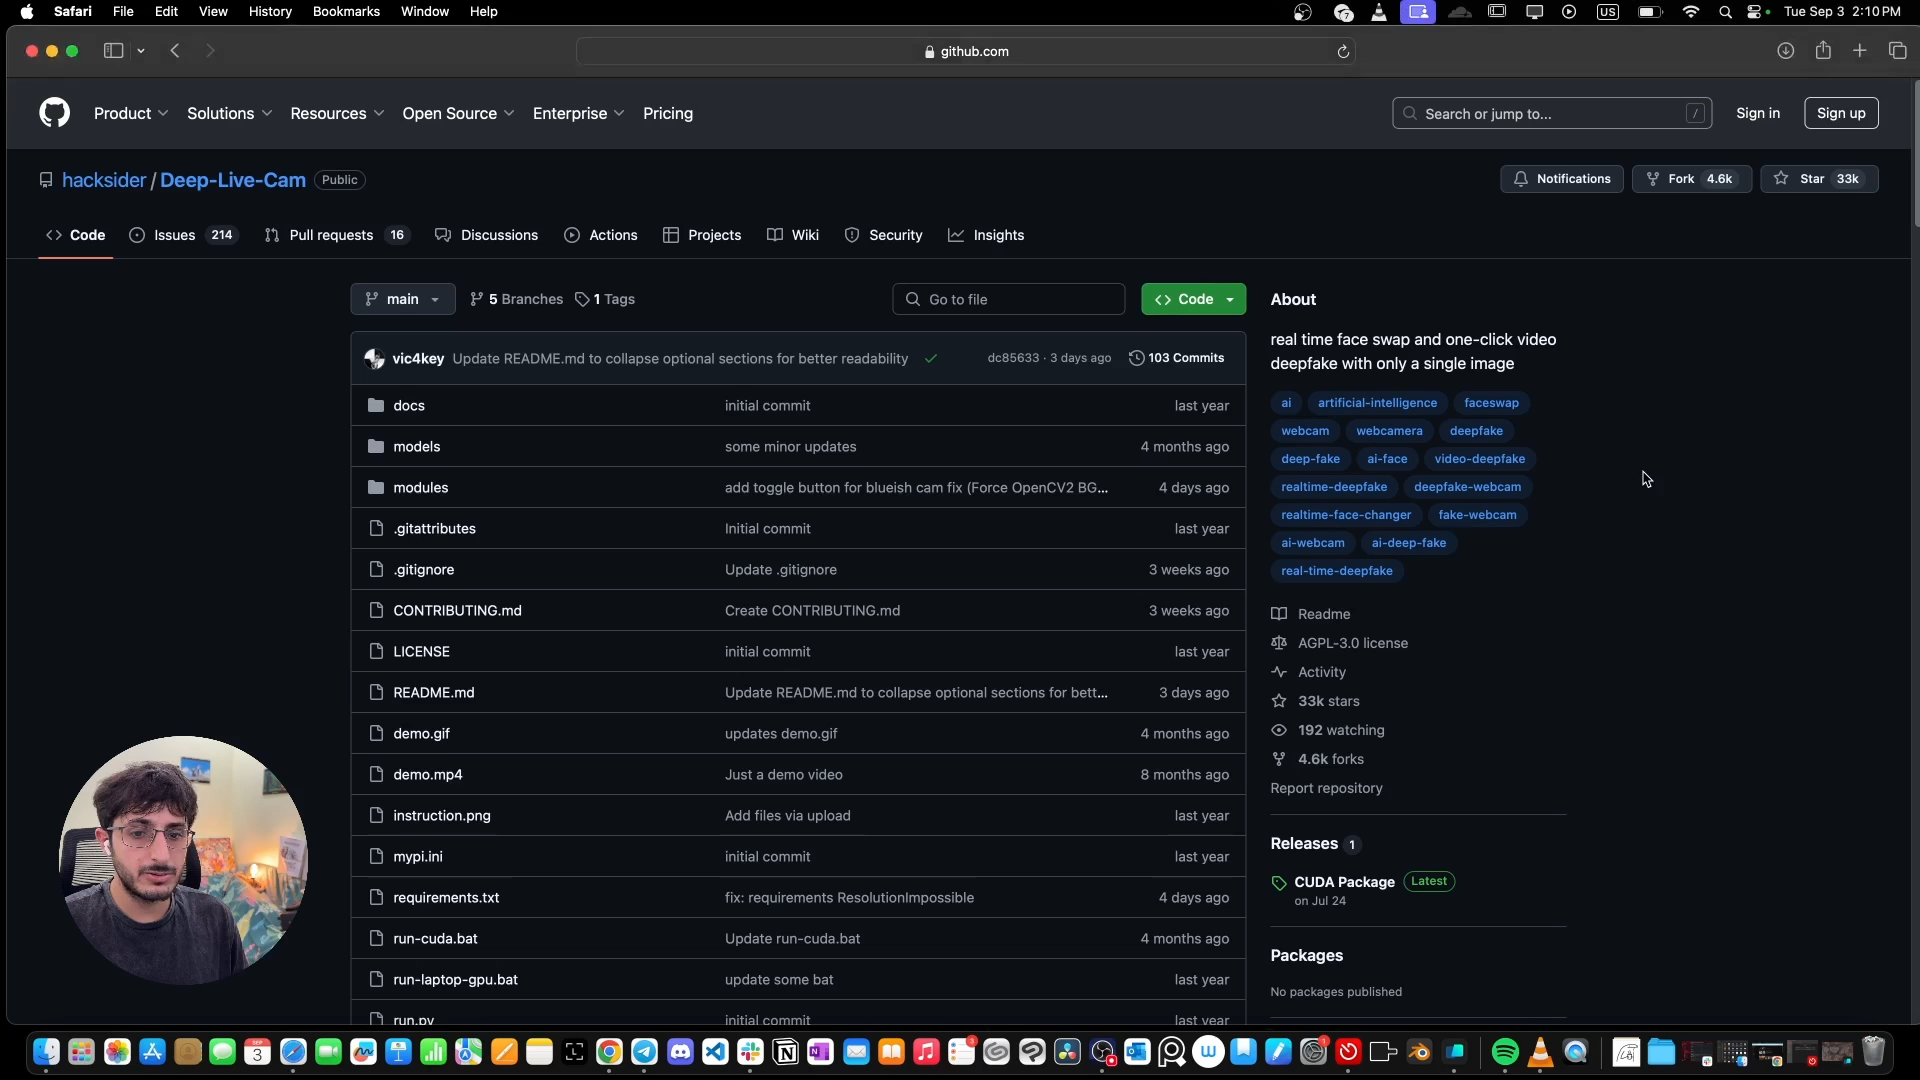 Safari File Edit View History Bookmarks Window Help
7
US
Tue Sep 3 2:10 PM
github.com
Product Solutions Resources Open Source Enterprise Pricing
Search or jump to... /
Sign in
Sign up
hacksider / Deep-Live-Cam Public
Notifications
Fork 4.6k
Star 33k
Code
Issues 214
Pull requests 16
Discussions
Actions
Projects
Wiki
Security
Insights
main
5 Branches
1 Tags
Go to file
Code
vic4key Update README.md to collapse optional sections for better readability
dc85633 · 3 days ago
103 Commits
docs initial commit last year
models some minor updates 4 months ago
modules add toggle button for blueish cam fix (Force OpenCV2 BG... 4 days ago
.gitattributes Initial commit last year
.gitignore Update .gitignore 3 weeks ago
CONTRIBUTING.md Create CONTRIBUTING.md 3 weeks ago
LICENSE initial commit last year
README.md Update README.md to collapse optional sections for bett... 3 days ago
demo.gif updates demo.gif 4 months ago
demo.mp4 Just a demo video 8 months ago
instruction.png Add files via upload last year
mypi.ini initial commit last year
requirements.txt fix: requirements ResolutionImpossible 4 days ago
run-cuda.bat Update run-cuda.bat 4 months ago
run-laptop-gpu.bat update some bat last year
run.py initial commit last year
About
real time face swap and one-click video
deepfake with only a single image
ai artificial-intelligence faceswap
webcam webcamera deepfake
deep-fake ai-face video-deepfake
realtime-deepfake deepfake-webcam
realtime-face-changer fake-webcam
ai-webcam ai-deep-fake
real-time-deepfake
Readme
AGPL-3.0 license
Activity
33k stars
192 watching
4.6k forks
Report repository
Releases 1
CUDA Package Latest
on Jul 24
Packages
No packages published
SEP
3
3
1